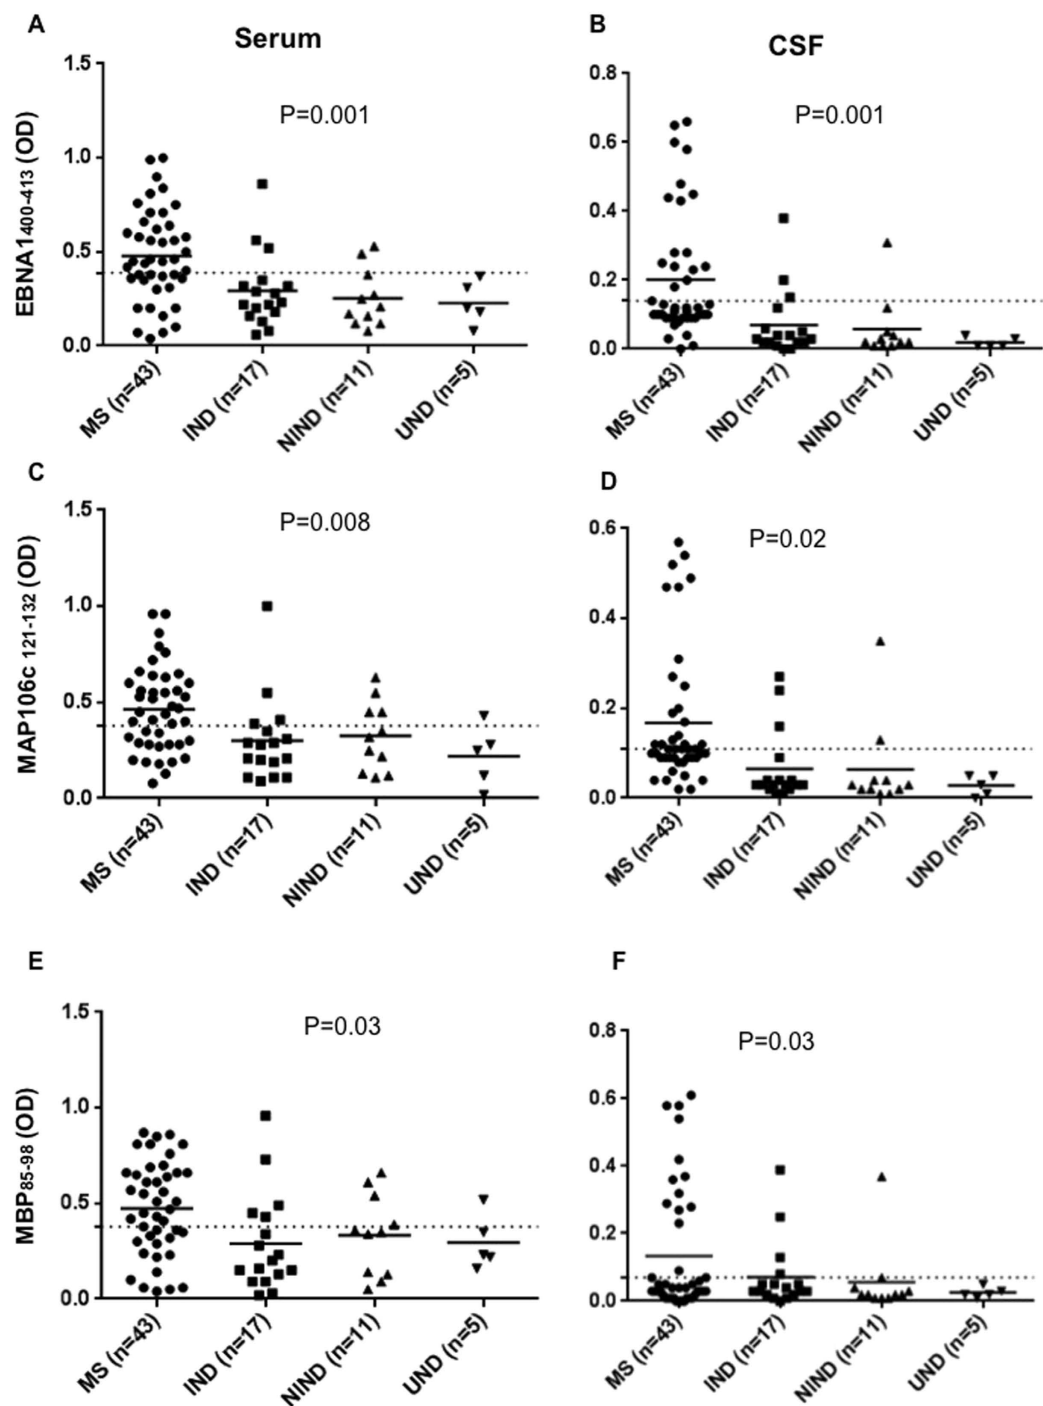 A
Serum
EBNA1400-413 (OD)
1.5
1.0
0.5
0.0
P=0.001
MS (n=43)
IND (n=17)
NIND (n=11)
UND (n=5)
B
CSF
0.8
0.6
0.4
0.2
0.0
P=0.001
MS (n=43)
IND (n=17)
NIND (n=11)
UND (n=5)
C
MAP106c 121-132 (OD)
1.5
1.0
0.5
0.0
P=0.008
MS (n=43)
IND (n=17)
NIND (n=11)
UND (n=5)
D
0.6
0.4
0.2
0.0
P=0.02
MS (n=43)
IND (n=17)
NIND (n=11)
UND (n=5)
E
MBP85-98 (OD)
1.5
1.0
0.5
0.0
P=0.03
MS (n=43)
IND (n=17)
NIND (n=11)
UND (n=5)
F
0.8
0.6
0.4
0.2
0.0
P=0.03
MS (n=43)
IND (n=17)
NIND (n=11)
UND (n=5)